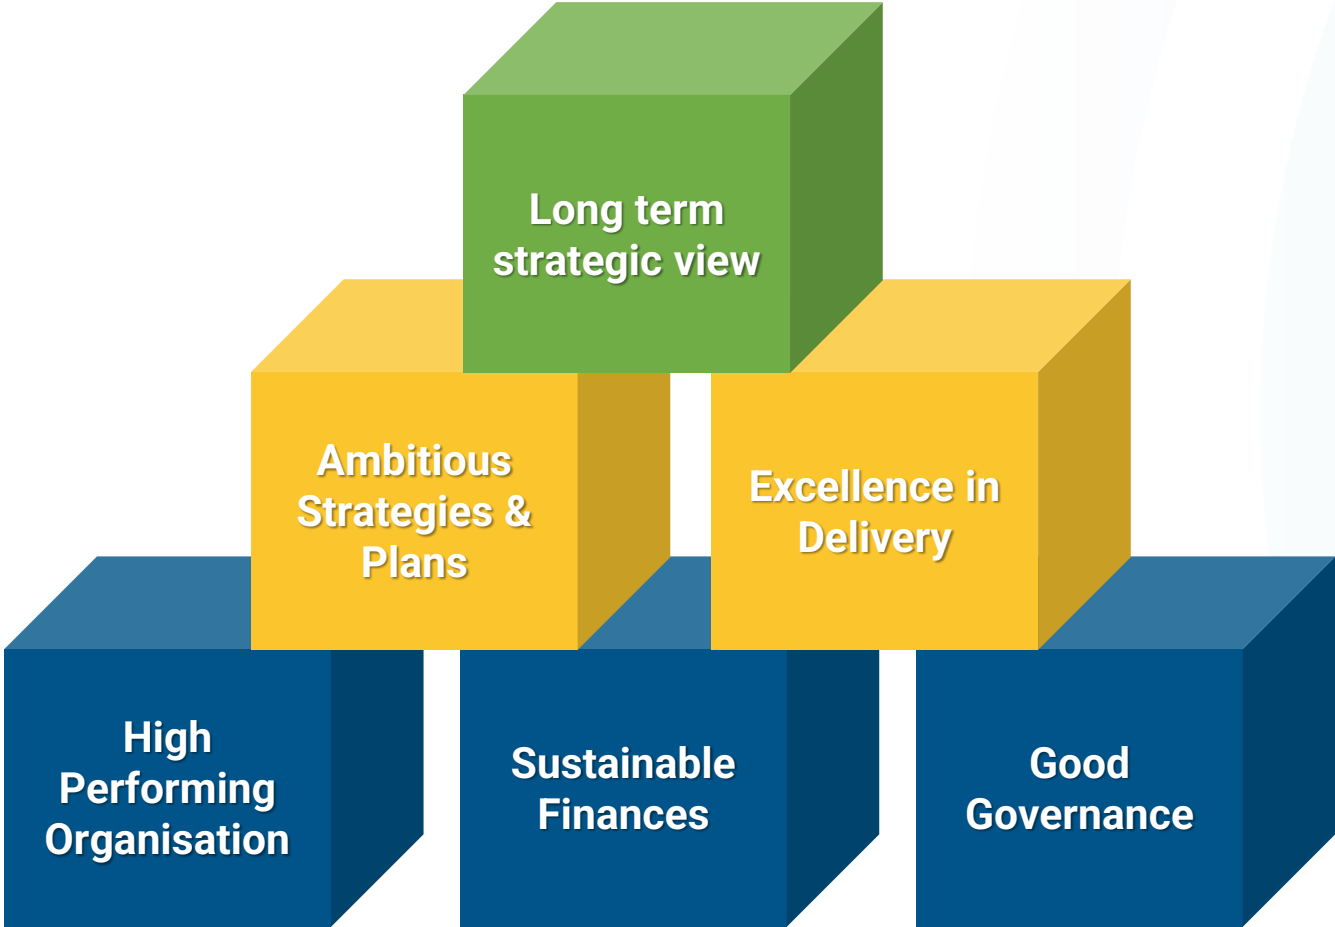 Long term
strategic view
Ambitious
Strategies &
Plans
Excellence in
Delivery
High
Performing
Organisation
Sustainable
Finances
Good
Governance